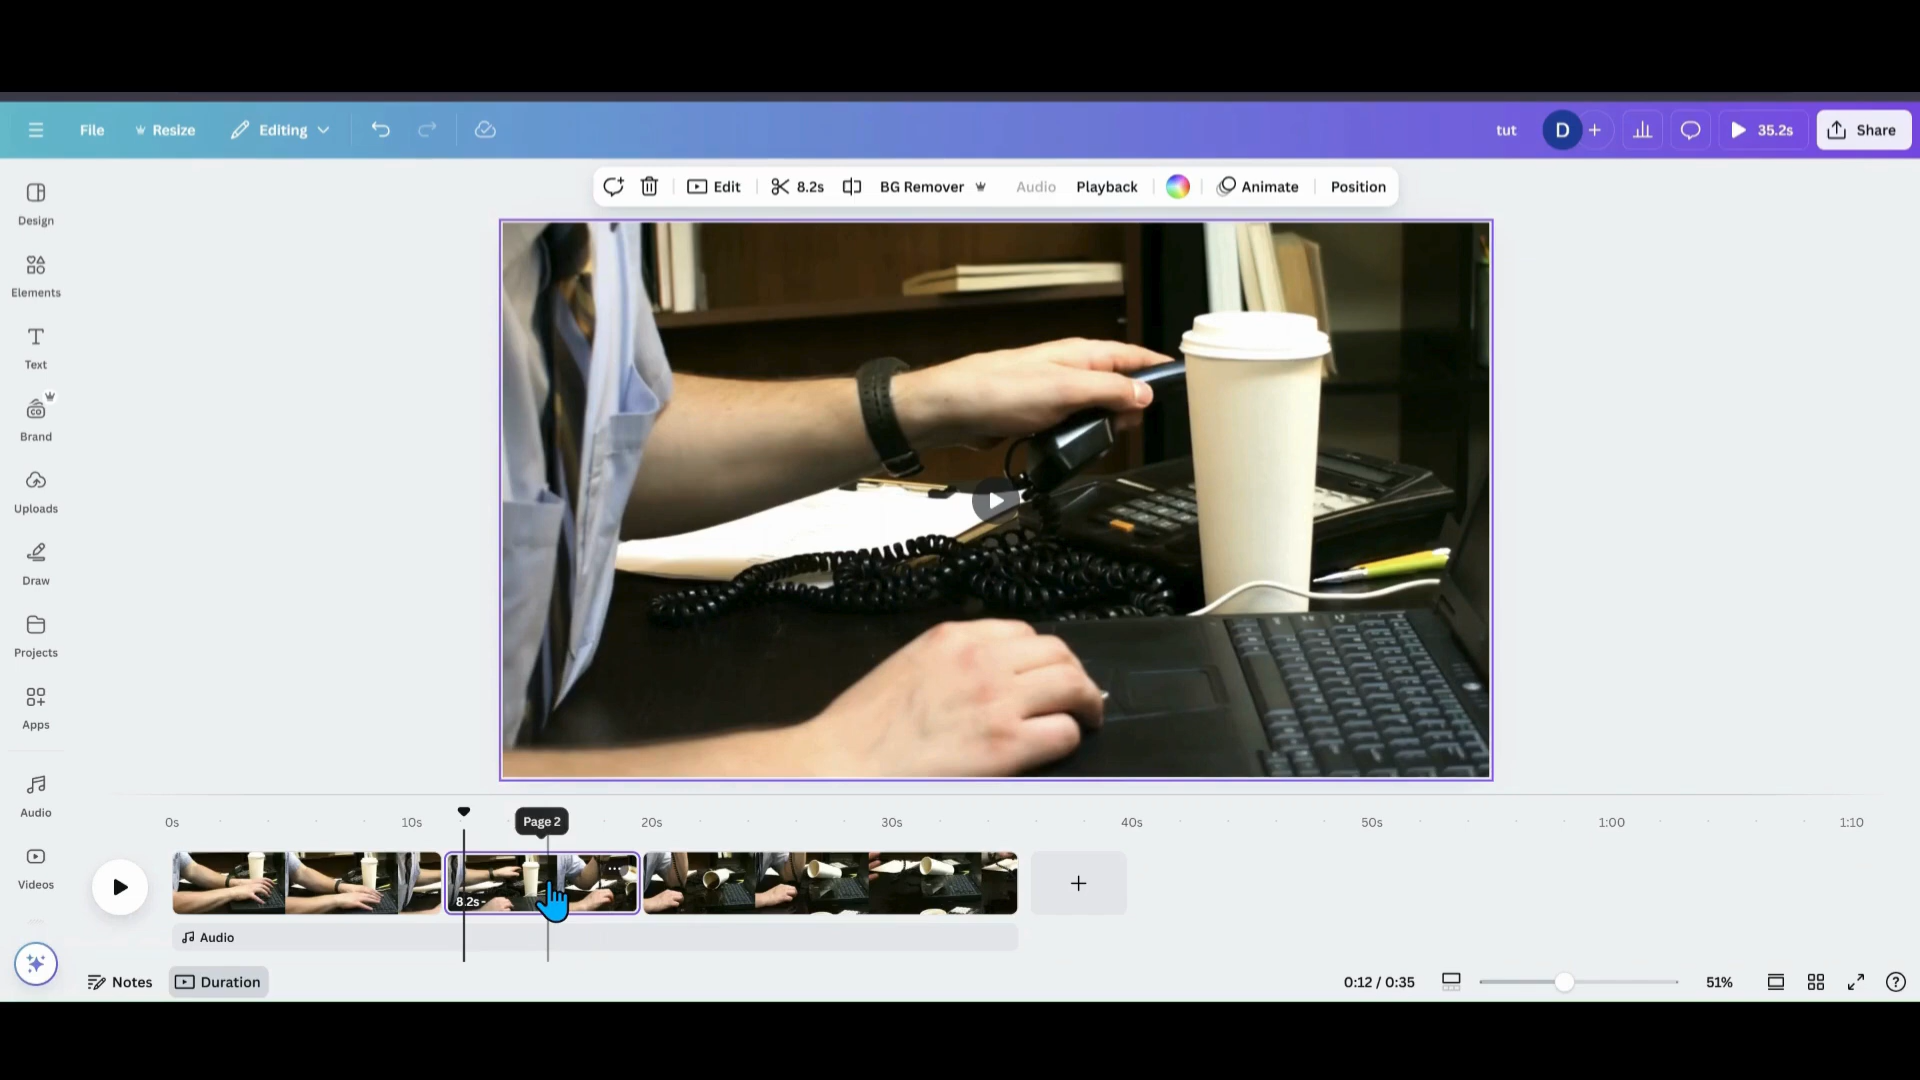 File Resize Editing tut D 35.2s Share
Edit 8.2s BG Remover Audio Playback Animate Position
Design
Elements
Text
Brand
Uploads
Draw
Projects
Apps
Audio
Videos
0s 10s Page 2 20s 30s 40s 50s 1:00 1:10
8.2s
Audio
Notes Duration 0:12 / 0:35 51%